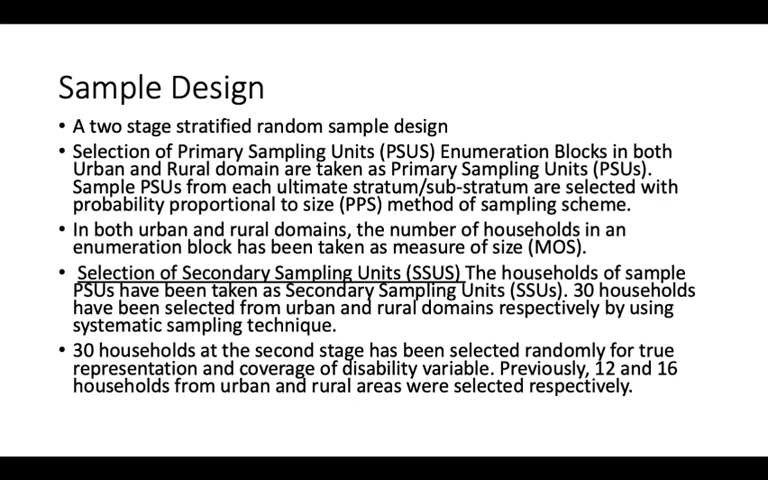 Sample Design
• A two stage stratified random sample design
• Selection of Primary Sampling Units (PSUS) Enumeration Blocks in both
Urban and Rural domain are taken as Primary Sampling Units (PSUs).
Sample PSUs from each ultimate stratum/sub-stratum are selected with
probability proportional to size (PPS) method of sampling scheme.
• In both urban and rural domains, the number of households in an
enumeration block has been taken as measure of size (MOS).
• Selection of Secondary Sampling Units (SSUS) The households of sample
PSUs have been taken as Secondary Sampling Units (SSUs). 30 households
have been selected from urban and rural domains respectively by using
systematic sampling technique.
• 30 households at the second stage has been selected randomly for true
representation and coverage of disability variable. Previously, 12 and 16
households from urban and rural areas were selected respectively.